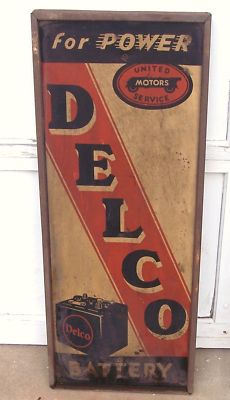 for POWER
UNITED
MOTORS
SERVICE
DELCO
Delco
BATTERY